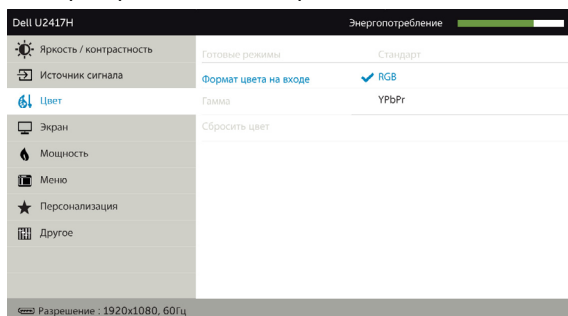 Dell U2417H
Энергопотребление
Яркость / контрастность
Готовые режимы
Стандарт
Источник сигнала
Формат цвета на входе
RGB
Цвет
Гамма
YPbPr
Экран
Сбросить цвет
Мощность
Меню
Персонализация
Другое
Разрешение : 1920x1080, 60Гц